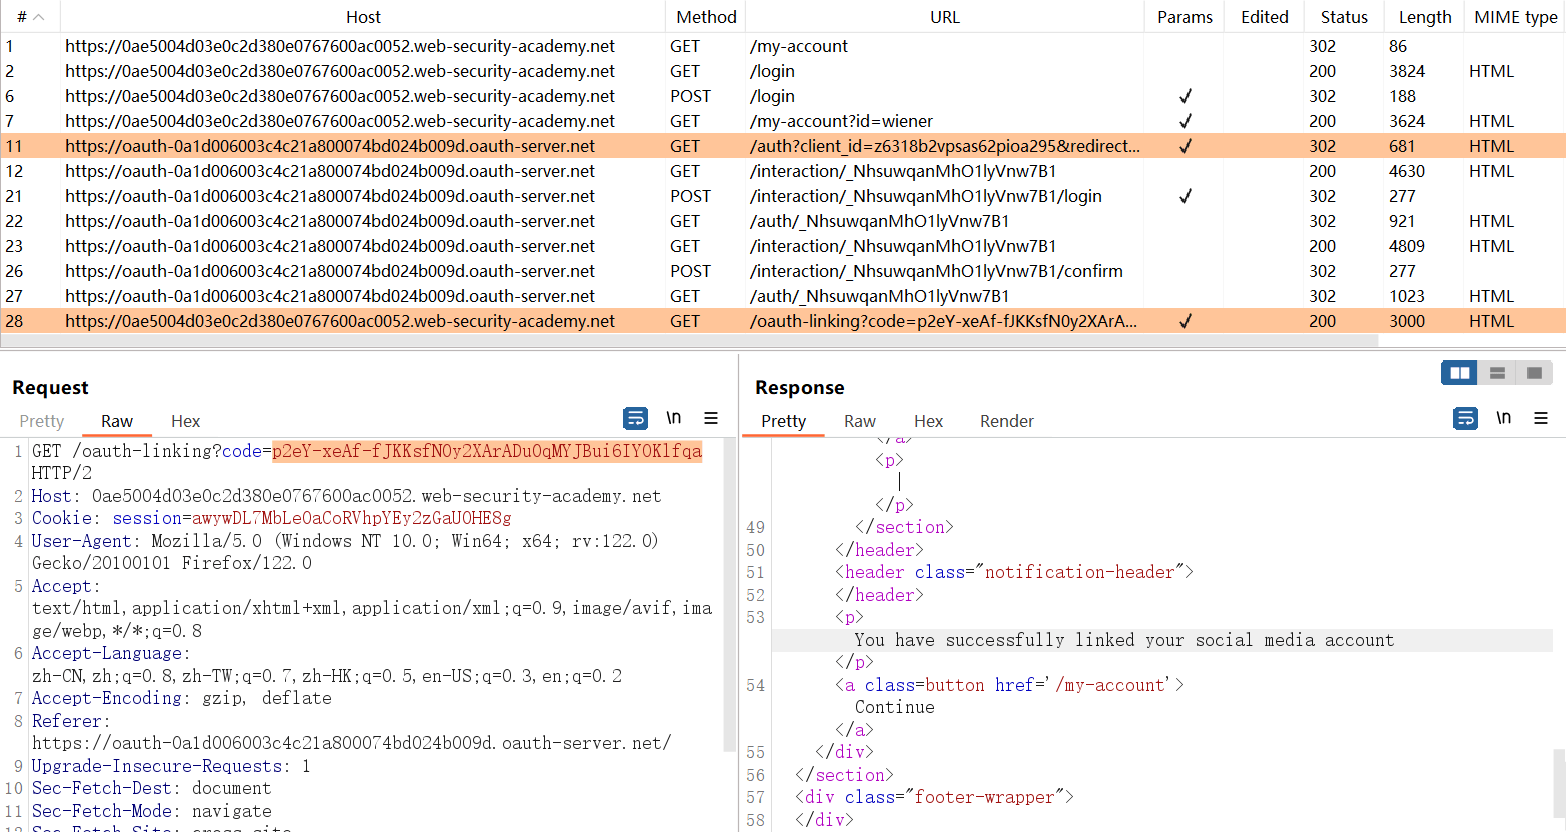 # Host Method URL Params Edited Status Length MIME type
1 https://0ae5004d03e0c2d380e0767600ac0052.web-security-academy.net GET /my-account 302 86
2 https://0ae5004d03e0c2d380e0767600ac0052.web-security-academy.net GET /login 200 3824 HTML
6 https://0ae5004d03e0c2d380e0767600ac0052.web-security-academy.net POST /login ✓ 302 188
7 https://0ae5004d03e0c2d380e0767600ac0052.web-security-academy.net GET /my-account?id=wiener ✓ 200 3624 HTML
11 https://oauth-0a1d006003c4c21a800074bd024b009d.oauth-server.net GET /auth?client_id=z6318b2vpsas62pioa295&redirect... ✓ 302 681 HTML
12 https://oauth-0a1d006003c4c21a800074bd024b009d.oauth-server.net GET /interaction/_NhsuwqanMhO1lyVnw7B1 200 4630 HTML
21 https://oauth-0a1d006003c4c21a800074bd024b009d.oauth-server.net POST /interaction/_NhsuwqanMhO1lyVnw7B1/login ✓ 302 277
22 https://oauth-0a1d006003c4c21a800074bd024b009d.oauth-server.net GET /auth/_NhsuwqanMhO1lyVnw7B1 302 921 HTML
23 https://oauth-0a1d006003c4c21a800074bd024b009d.oauth-server.net GET /interaction/_NhsuwqanMhO1lyVnw7B1 200 4809 HTML
26 https://oauth-0a1d006003c4c21a800074bd024b009d.oauth-server.net POST /interaction/_NhsuwqanMhO1lyVnw7B1/confirm 302 277
27 https://oauth-0a1d006003c4c21a800074bd024b009d.oauth-server.net GET /auth/_NhsuwqanMhO1lyVnw7B1 302 1023 HTML
28 https://0ae5004d03e0c2d380e0767600ac0052.web-security-academy.net GET /oauth-linking?code=p2eY-xeAf-fJKKsfN0y2XArA... ✓ 200 3000 HTML
Request
Pretty Raw Hex \n
1 GET /oauth-linking?code=p2eY-xeAf-fJKKsfN0y2XArADuOqMYJBui6IYOKlfqa
HTTP/2
2 Host: 0ae5004d03e0c2d380e0767600ac0052.web-security-academy.net
3 Cookie: session=awywDL7MbLe0aCoRVhpYEy2zGaUOHE8g
4 User-Agent: Mozilla/5.0 (Windows NT 10.0; Win64; x64; rv:122.0)
Gecko/20100101 Firefox/122.0
5 Accept:
text/html,application/xhtml+xml,application/xml;q=0.9,image/avif,ima
ge/webp,*/*;q=0.8
6 Accept-Language:
zh-CN,zh;q=0.8,zh-TW;q=0.7,zh-HK;q=0.5,en-US;q=0.3,en;q=0.2
7 Accept-Encoding: gzip, deflate
8 Referer:
https://oauth-0a1d006003c4c21a800074bd024b009d.oauth-server.net/
9 Upgrade-Insecure-Requests: 1
10 Sec-Fetch-Dest: document
11 Sec-Fetch-Mode: navigate
12 Sec-Fetch-Site: cross-site
Response
Pretty Raw Hex Render \n
</a>
<p>
|
</p>
49 </section>
50 </header>
51 <header class="notification-header">
52 </header>
53 <p>
You have successfully linked your social media account
</p>
54 <a class=button href='/my-account'>
Continue
</a>
55 </div>
56 </section>
57 <div class="footer-wrapper">
58 </div>